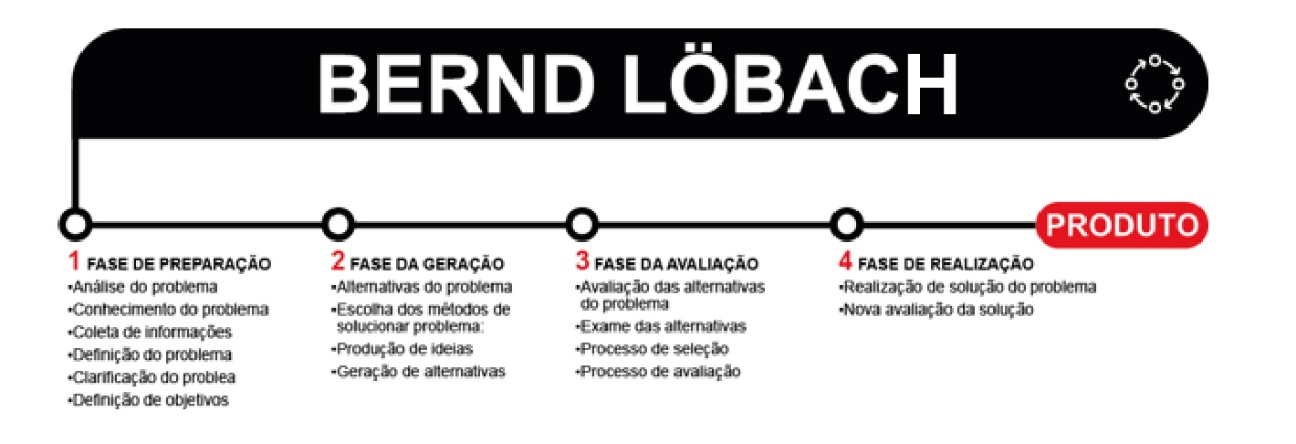 BERND LÖBACH
PRODUTO
1 FASE DE PREPARAÇÃO
•Análise do problema
•Conhecimento do problema
•Coleta de informações
•Definição do problema
•Clarificação do problea
•Definição de objetivos
2 FASE DA GERAÇÃO
•Alternativas do problema
•Escolha dos métodos de
solucionar problema:
•Produção de ideias
•Geração de alternativas
3 FASE DA AVALIAÇÃO
•Avaliação das alternativas
do problema
•Exame das alternativas
•Processo de seleção
•Processo de avaliação
4 FASE DE REALIZAÇÃO
•Realização de solução do problema
•Nova avaliação da solução